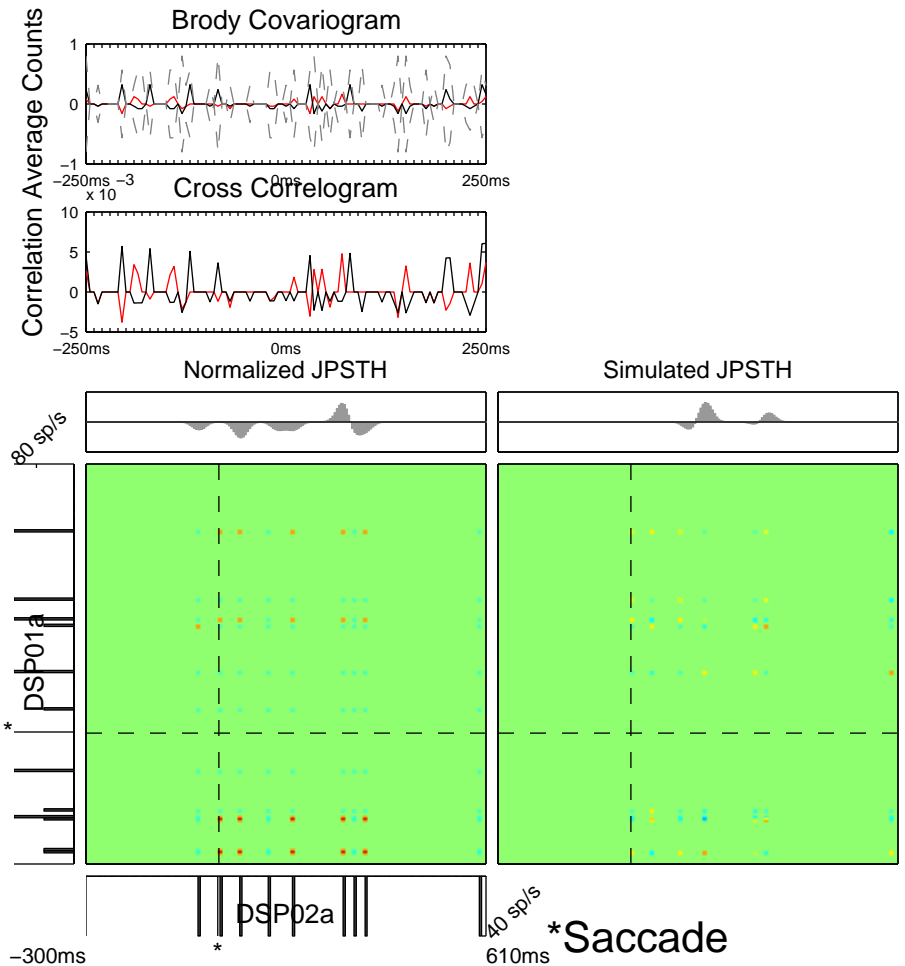 Brody Covariogram
Correlation Average Counts
1
0
−1
−250ms
−3
0ms
250ms
x 10
Cross Correlogram
10
5
0
−5
−250ms
0ms
250ms
Normalized JPSTH
Simulated JPSTH
80 sp/s
DSP01a
*
DSP02a
40 sp/s
*
*Saccade
−300ms
610ms